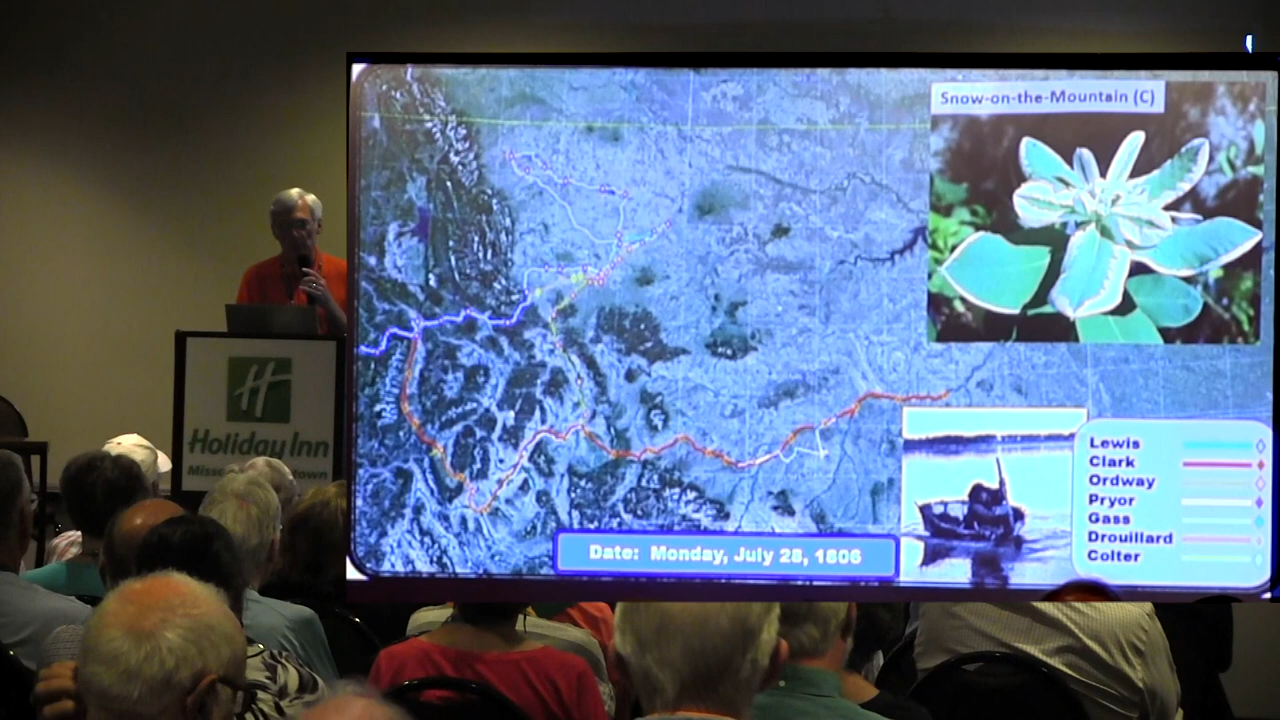 Snow-on-the-Mountain (C)
Holiday Inn
Lewis
Clark
Ordway
Pryor
Gass
Drouillard
Colter
Date: Monday, July 28, 1806